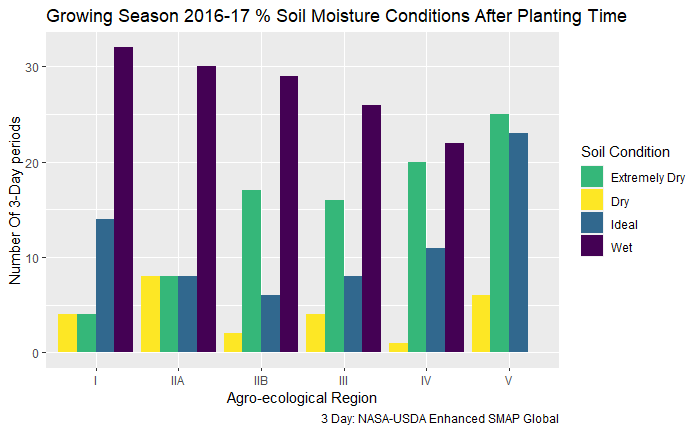 Growing Season 2016-17 % Soil Moisture Conditions After Planting Time
Number Of 3-Day periods
30
20
10
0
I
IIA
IIB
III
IV
V
Agro-ecological Region
3 Day: NASA-USDA Enhanced SMAP Global
Soil Condition
Extremely Dry
Dry
Ideal
Wet